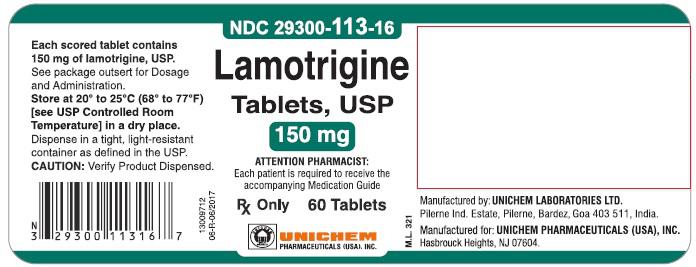 Each scored tablet contains
150 mg of lamotrigine, USP.
See package outsert for Dosage
and Administration.
Store at 20° to 25°C (68° to 77°F)
[see USP Controlled Room
Temperature] in a dry place.
Dispense in a tight, light-resistant
container as defined in the USP.
CAUTION: Verify Product Dispensed.
N
3 29300 11316 7
13009712
06-R-06/2017
NDC 29300-113-16
Lamotrigine
Tablets, USP
150 mg
ATTENTION PHARMACIST:
Each patient is required to receive the
accompanying Medication Guide
Rx Only 60 Tablets
UNICHEM
PHARMACEUTICALS (USA), INC.
M.L. 321
Manufactured by: UNICHEM LABORATORIES LTD.
Pilerne Ind. Estate, Pilerne, Bardez, Goa 403 511, India.
Manufactured for: UNICHEM PHARMACEUTICALS (USA), INC.
Hasbrouck Heights, NJ 07604.